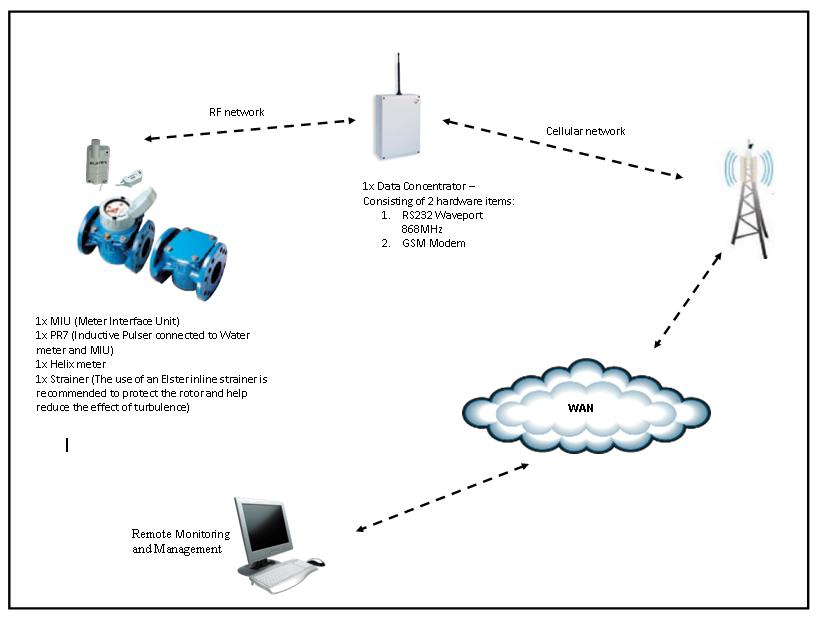 RF network
Cellular network
1x Data Concentrator –
Consisting of 2 hardware items:
1. RS232 Waveport
868MHz
2. GSM Modem
1x MIU (Meter Interface Unit)
1x PR7 (Inductive Pulser connected to Water
meter and MIU)
1x Helix meter
1x Strainer (The use of an Elster inline strainer is
recommended to protect the rotor and help
reduce the effect of turbulence)
WAN
Remote Monitoring
and Management